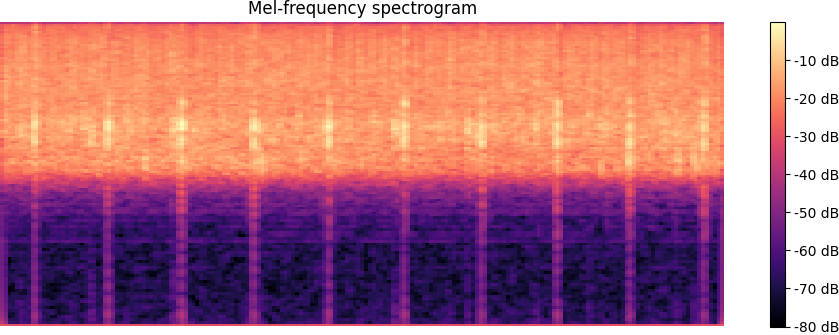 Mel-frequency spectrogram
-10 dB
-20 dB
-30 dB
-40 dB
-50 dB
-60 dB
-70 dB
-80 dB